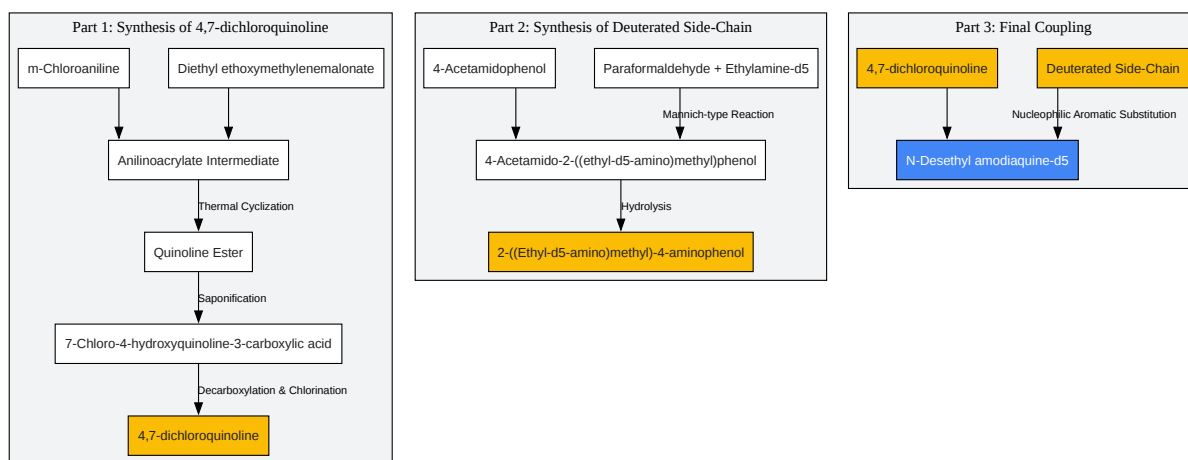 Part 1: Synthesis of 4,7-dichloroquinoline
m-Chloroaniline
Diethyl ethoxymethylenemalonate
Anilinoacrylate Intermediate
Thermal Cyclization
Quinoline Ester
Saponification
7-Chloro-4-hydroxyquinoline-3-carboxylic acid
Decarboxylation & Chlorination
4,7-dichloroquinoline
Part 2: Synthesis of Deuterated Side-Chain
4-Acetamidophenol
Paraformaldehyde + Ethylamine-d5
Mannich-type Reaction
4-Acetamido-2-((ethyl-d5-amino)methyl)phenol
Hydrolysis
2-((Ethyl-d5-amino)methyl)-4-aminophenol
Part 3: Final Coupling
4,7-dichloroquinoline
Deuterated Side-Chain
Nucleophilic Aromatic Substitution
N-Desethyl amodiaquine-d5